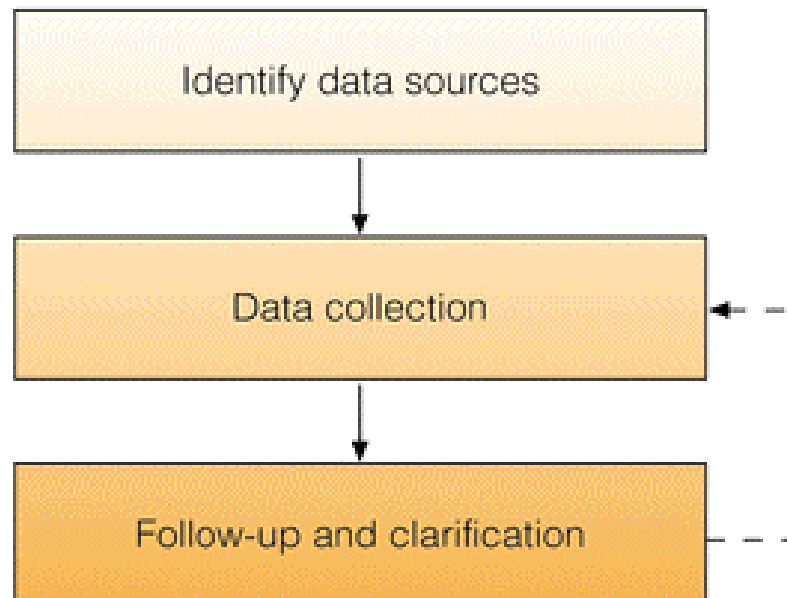 Identify data sources
Data collection
Follow-up and clarification